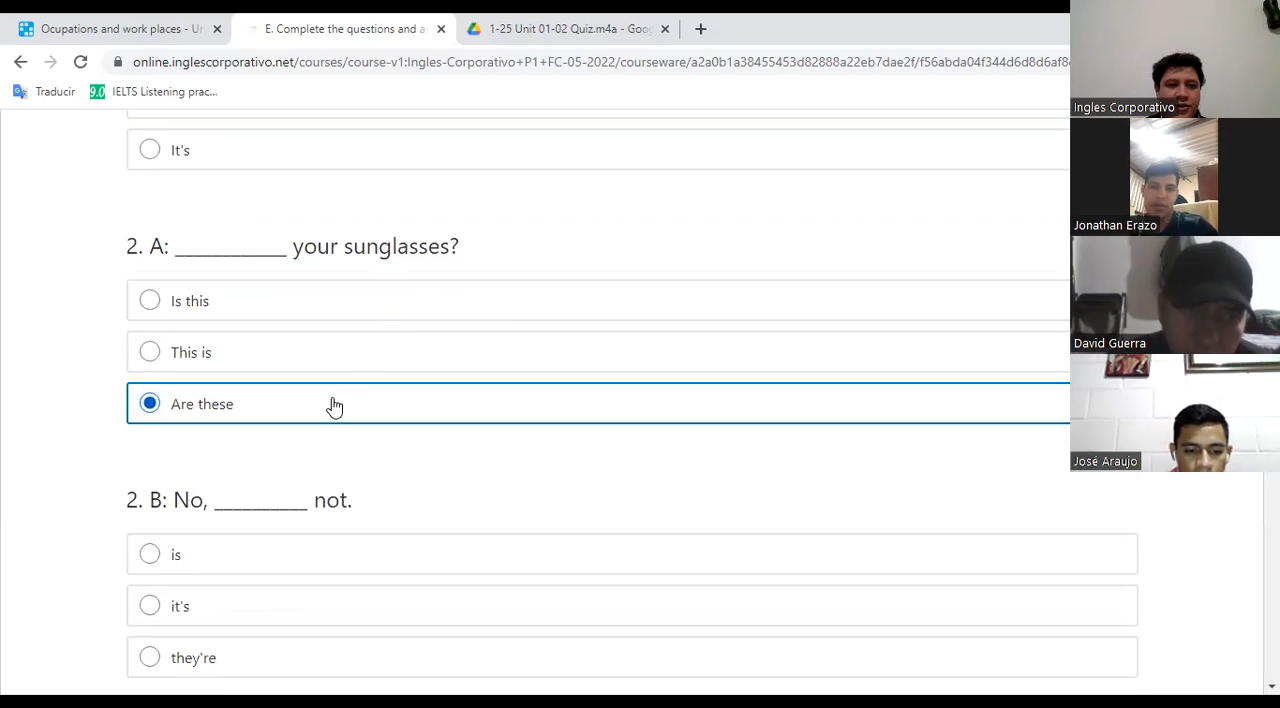 Ocupations and work places - Ur
E. Complete the questions and a
1-25 Unit 01-02 Quiz.m4a - Goo
online.inglescorporativo.net/courses/course-v1:Ingles-Corporativo+P1+FC-05-2022/courseware/a2a0b1a38455453d82d88a22eb7dae2f/f56abda04f344d6d8d6af8
Traducir
9.0 IELTS Listening prac...
Ingles Corporativo
It's
Jonathan Erazo
2. A: ____________ your sunglasses?
Is this
This is
David Guerra
Are these
José Araujo
2. B: No, __________ not.
is
it's
they're